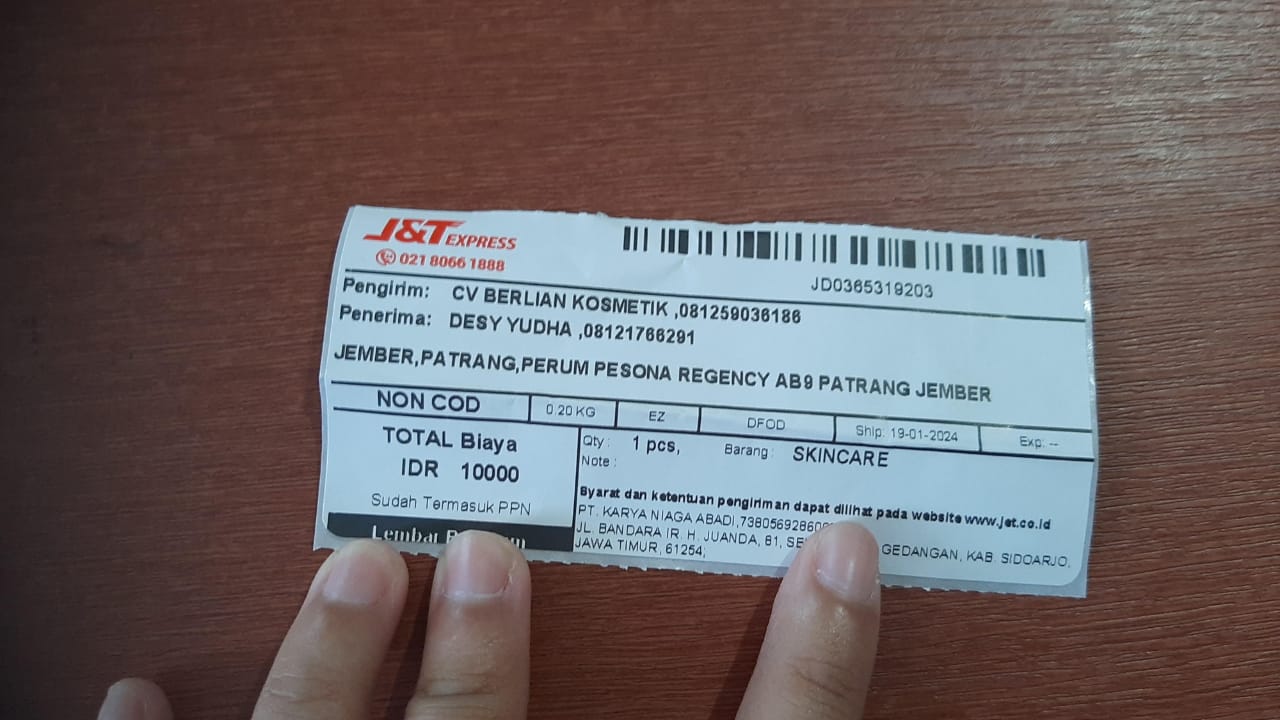 J&T EXPRESS
021 8066 1888
JD0365319203
Pengirim: CV BERLIAN KOSMETIK ,081259036186
Penerima: DESY YUDHA ,08121766291
JEMBER,PATRANG,PERUM PESONA REGENCY AB9 PATRANG JEMBER
NON COD 0.20 KG EZ DFOD Ship: 19-01-2024 Exp: --
TOTAL Biaya
IDR 10000
Sudah Termasuk PPN
Lembar
Qty : 1 pcs, Barang : SKINCARE
Note :
Syarat dan ketentuan pengiriman dapat dilihat pada website www.jet.co.id
PT. KARYA NIAGA ABADI,
JL. BANDARA IR. H. JUANDA, 81, GEDANGAN, KAB. SIDOARJO,
JAWA TIMUR, 61254;